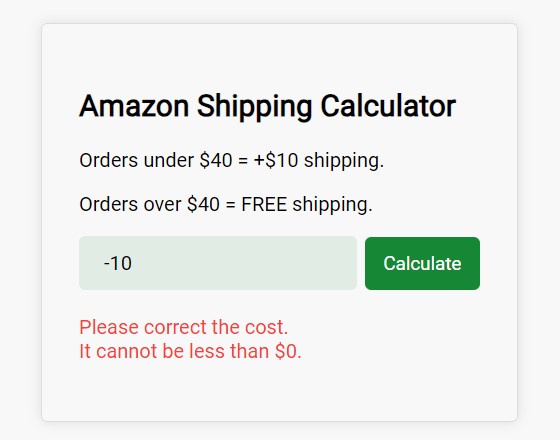 Amazon Shipping Calculator
Orders under $40 = +$10 shipping.
Orders over $40 = FREE shipping.
-10
Calculate
Please correct the cost.
It cannot be less than $0.